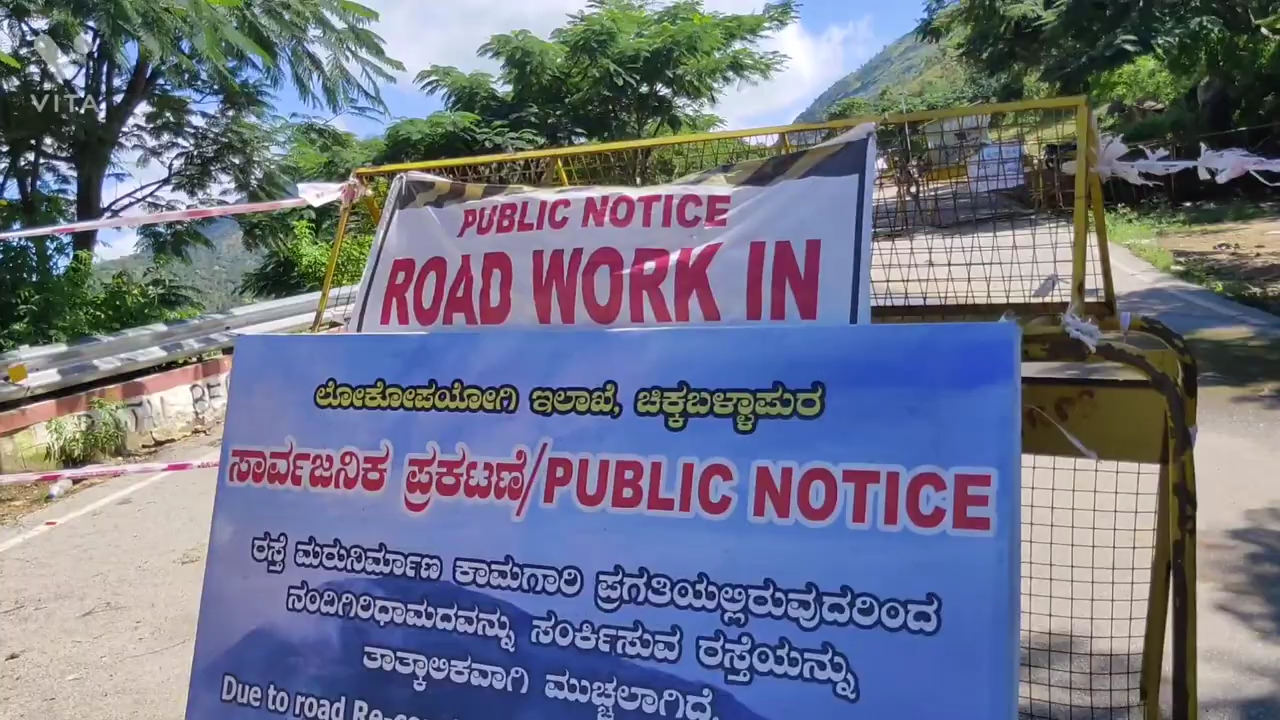 VITA
PUBLIC NOTICE
ROAD WORK IN
ಲೋಕೋಪಯೋಗಿ ಇಲಾಖೆ, ಚಿಕ್ಕಬಳ್ಳಾಪುರ
ಸಾರ್ವಜನಿಕ ಪ್ರಕಟಣೆ/PUBLIC NOTICE
ರಸ್ತೆ ಮರುನಿರ್ಮಾಣ ಕಾಮಗಾರಿ ಪ್ರಗತಿಯಲ್ಲಿರುವುದರಿಂದ
ನಂದಿಗಿರಿಧಾಮದವನ್ನು ಸಂರ್ಕಿಸುವ ರಸ್ತೆಯನ್ನು
ತಾತ್ಕಾಲಿಕವಾಗಿ ಮುಚ್ಚಲಾಗಿದೆ.
Due to road